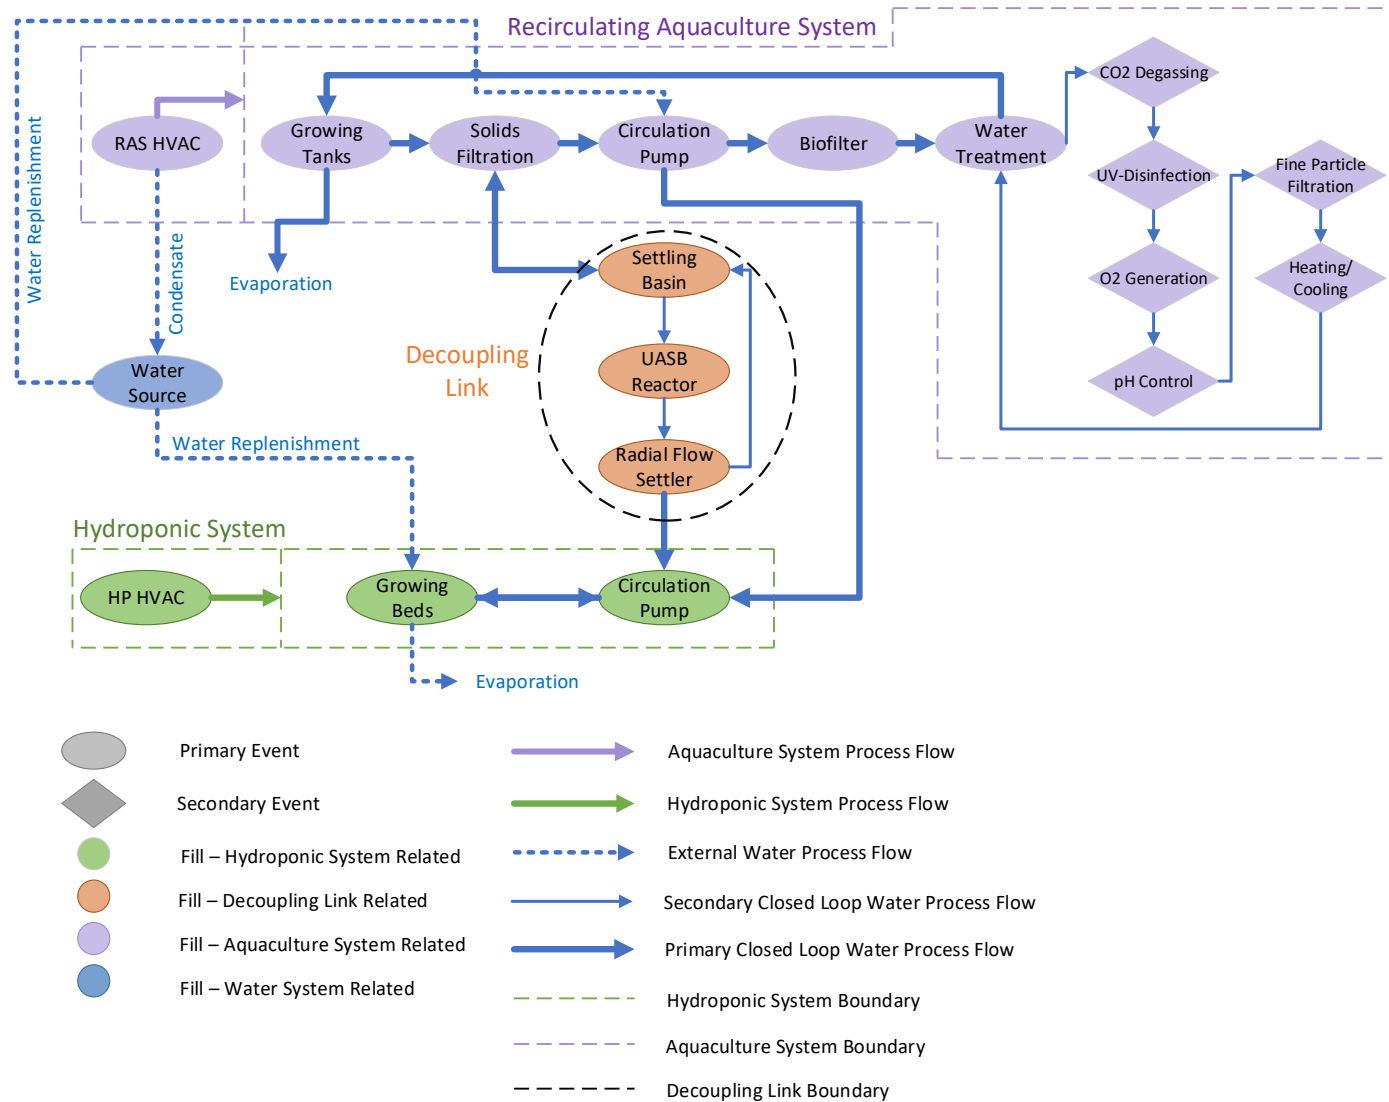 Recirculating Aquaculture System
Water Replenishment
RAS HVAC
Growing
Tanks
Solids
Filtration
Circulation
Pump
Biofilter
Water
Treatment
CO2 Degassing
UV-Disinfection
O2 Generation
pH Control
Fine Particle
Filtration
Heating/
Cooling
Condensate
Evaporation
Water
Source
Water Replenishment
Decoupling
Link
Settling
Basin
UASB
Reactor
Radial Flow
Settler
Hydroponic System
HP HVAC
Growing
Beds
Circulation
Pump
Evaporation
Primary Event
Secondary Event
Fill – Hydroponic System Related
Fill – Decoupling Link Related
Fill – Aquaculture System Related
Fill – Water System Related
Aquaculture System Process Flow
Hydroponic System Process Flow
External Water Process Flow
Secondary Closed Loop Water Process Flow
Primary Closed Loop Water Process Flow
Hydroponic System Boundary
Aquaculture System Boundary
Decoupling Link Boundary